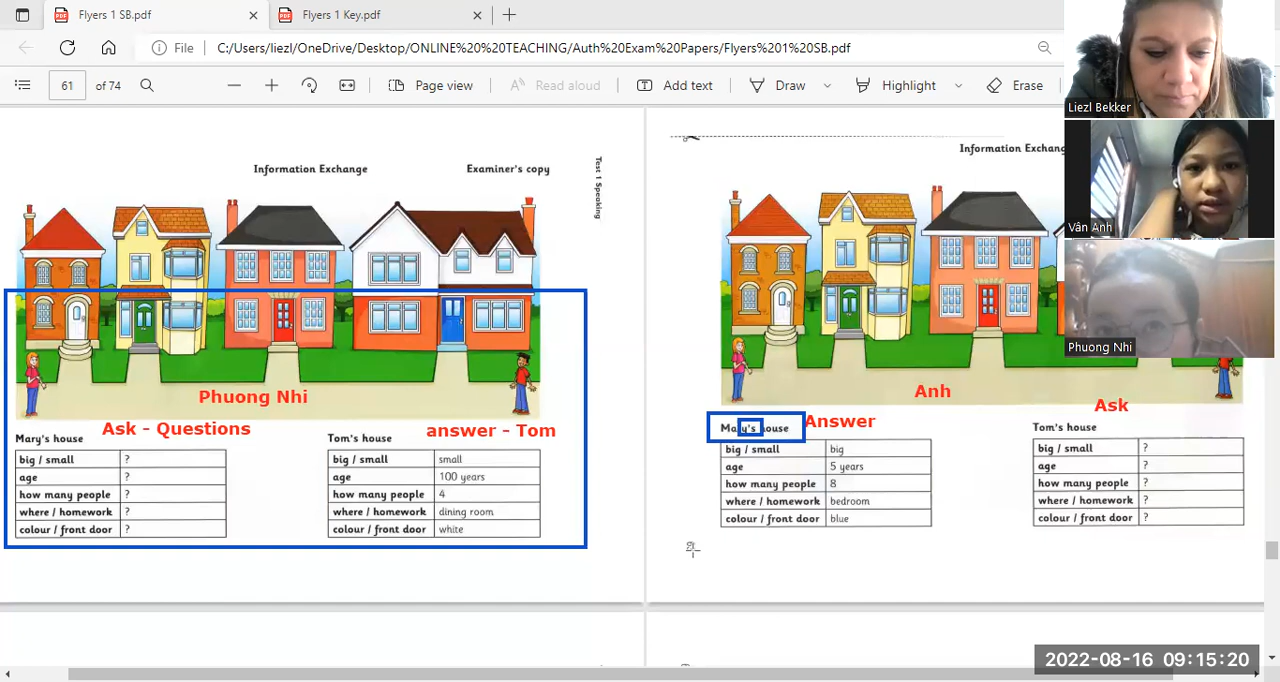 Flyers 1 SB.pdf
Flyers 1 Key.pdf
File C:/Users/liezl/OneDrive/Desktop/ONLINE%20%20TEACHING/Auth%20Exam%20Papers/Flyers%201%20SB.pdf
61 of 74
Page view
Read aloud
Add text
Draw
Highlight
Erase
Liezl Bekker
Vân Anh
Phuong Nhi
Information Exchange
Examiner's copy
Test 1 Speaking
Phuong Nhi
Ask - Questions
answer - Tom
Mary's house
big / small ?
age ?
how many people ?
where / homework ?
colour / front door ?
Tom's house
big / small small
age 100 years
how many people 4
where / homework dining room
colour / front door white
Information Exchang
Anh
Answer
Ask
Mary's house
big / small big
age 5 years
how many people 8
where / homework bedroom
colour / front door blue
Tom's house
big / small ?
age ?
how many people ?
where / homework ?
colour / front door ?
2022-08-16 09:15:20